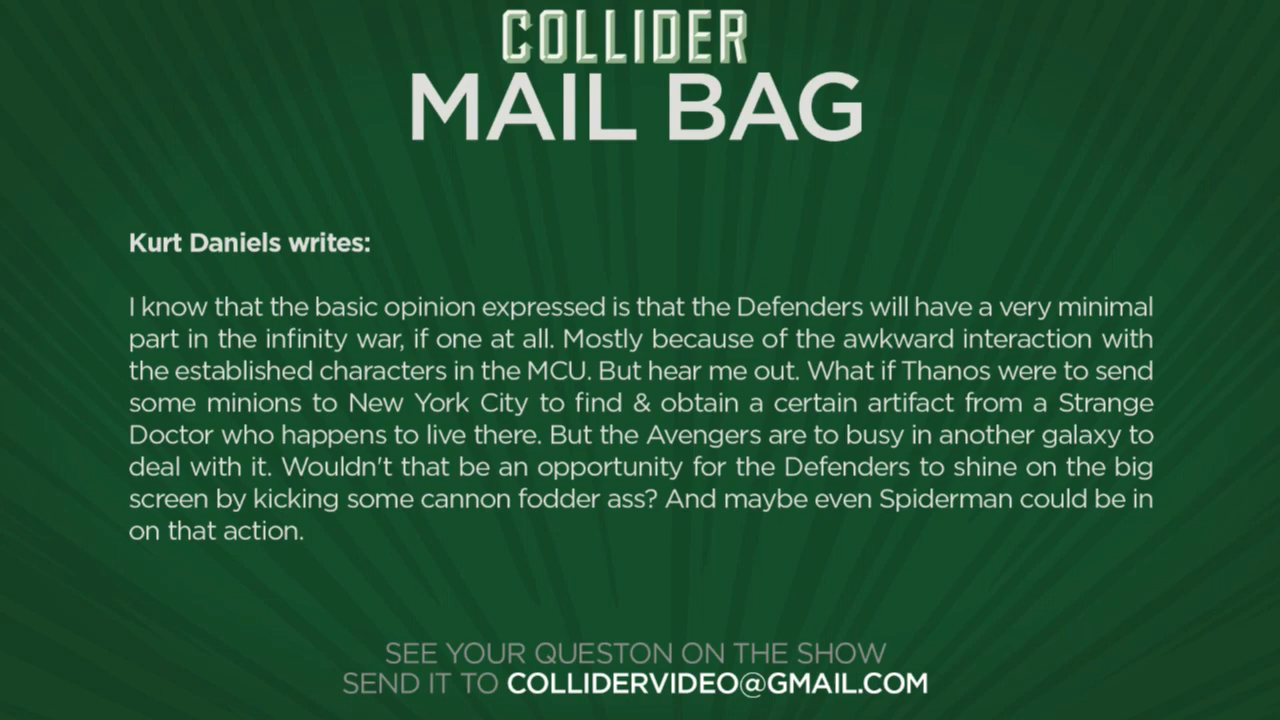 COLLIDER
MAIL BAG
Kurt Daniels writes:
I know that the basic opinion expressed is that the Defenders will have a very minimal
part in the infinity war, if one at all. Mostly because of the awkward interaction with
the established characters in the MCU. But hear me out. What if Thanos were to send
some minions to New York City to find & obtain a certain artifact from a Strange
Doctor who happens to live there. But the Avengers are to busy in another galaxy to
deal with it. Wouldn't that be an opportunity for the Defenders to shine on the big
screen by kicking some cannon fodder ass? And maybe even Spiderman could be in
on that action.
SEE YOUR QUESTON ON THE SHOW
SEND IT TO COLLIDERVIDEO@GMAIL.COM